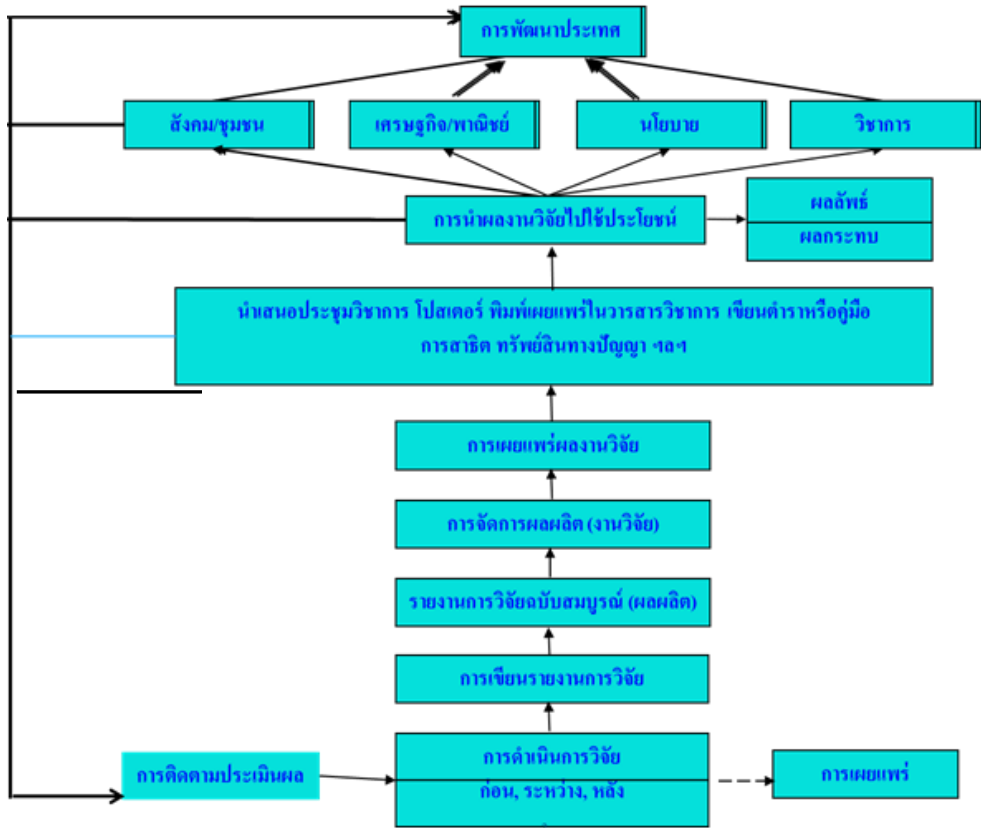 การพัฒนาประเทศ
สังคม/ชุมชน
เศรษฐกิจ/พาณิชย์
นโยบาย
วิชาการ
การนำผลงานวิจัยไปใช้ประโยชน์
ผลลัพธ์
ผลกระทบ
นำเสนอประชุมวิชาการ โปสเตอร์ พิมพ์เผยแพร่ในวารสารวิชาการ เขียนตำราหรือคู่มือ
การสาธิต ทรัพย์สินทางปัญญา ฯลฯ
การเผยแพร่ผลงานวิจัย
การจัดการผลผลิต (งานวิจัย)
รายงานการวิจัยฉบับสมบูรณ์ (ผลผลิต)
การเขียนรายงานการวิจัย
การติดตามประเมินผล
การดำเนินการวิจัย
ก่อน, ระหว่าง, หลัง
การเผยแพร่